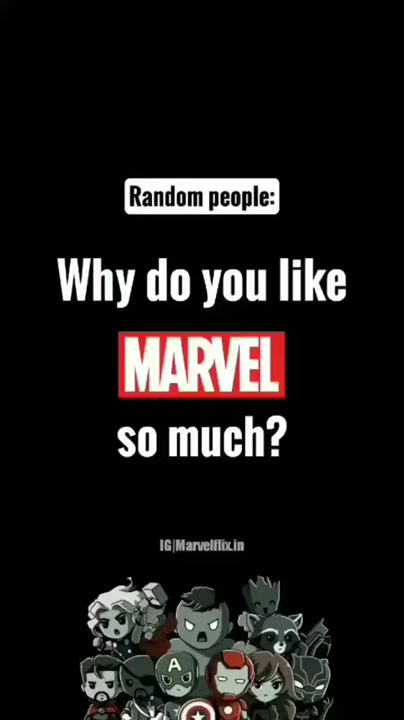 Random people:
Why do you like
MARVEL
so much?
IG|Marvelflix.in
A